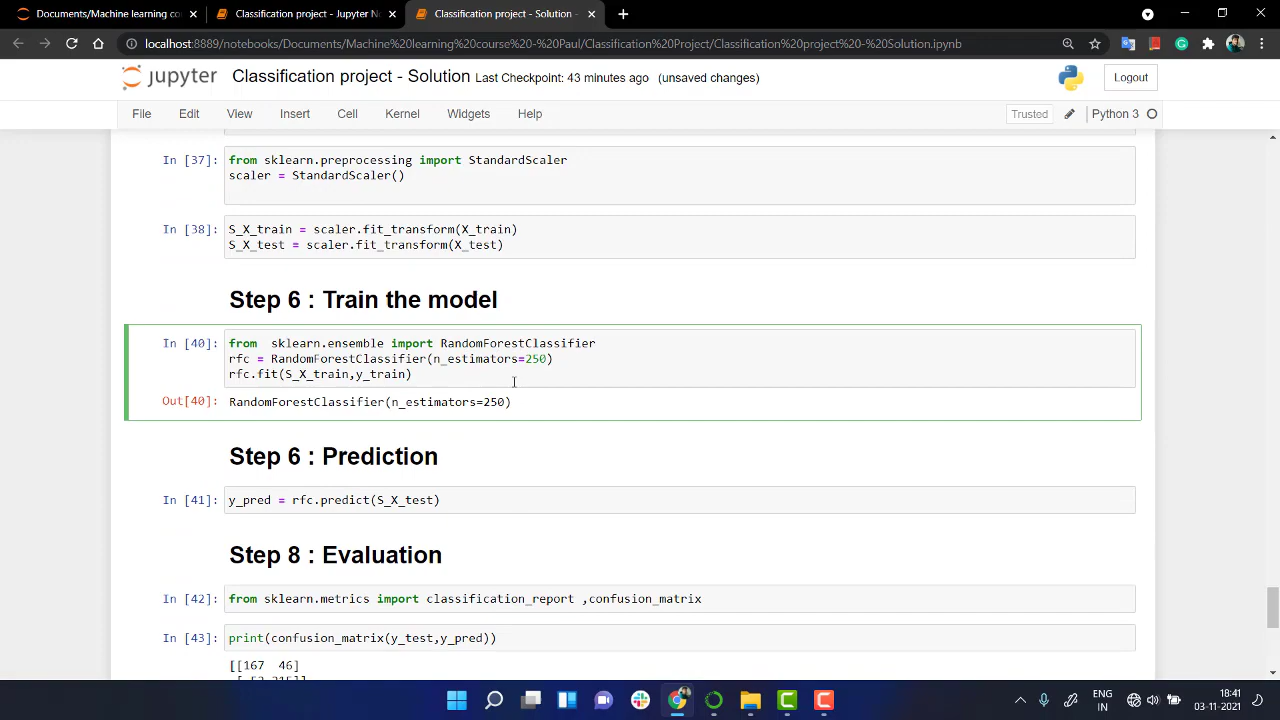 Documents/Machine learning co
Classification project - Jupyter N
Classification project - Solution -
localhost:8889/notebooks/Documents/Machine%20learning%20course%20-%20Paul/Classification%20Project/Classification%20project%20-%20Solution.ipynb
jupyter Classification project - Solution Last Checkpoint: 43 minutes ago (unsaved changes) Logout
File Edit View Insert Cell Kernel Widgets Help Trusted Python 3
In [37]: from sklearn.preprocessing import StandardScaler
scaler = StandardScaler()
In [38]: S_X_train = scaler.fit_transform(X_train)
S_X_test = scaler.fit_transform(X_test)
Step 6 : Train the model
In [40]: from  sklearn.ensemble import RandomForestClassifier
rfc = RandomForestClassifier(n_estimators=250)
rfc.fit(S_X_train,y_train)
Out[40]: RandomForestClassifier(n_estimators=250)
Step 6 : Prediction
In [41]: y_pred = rfc.predict(S_X_test)
Step 8 : Evaluation
In [42]: from sklearn.metrics import classification_report ,confusion_matrix
In [43]: print(confusion_matrix(y_test,y_pred))
[[167  46]
ENG
IN
18:41
03-11-2021